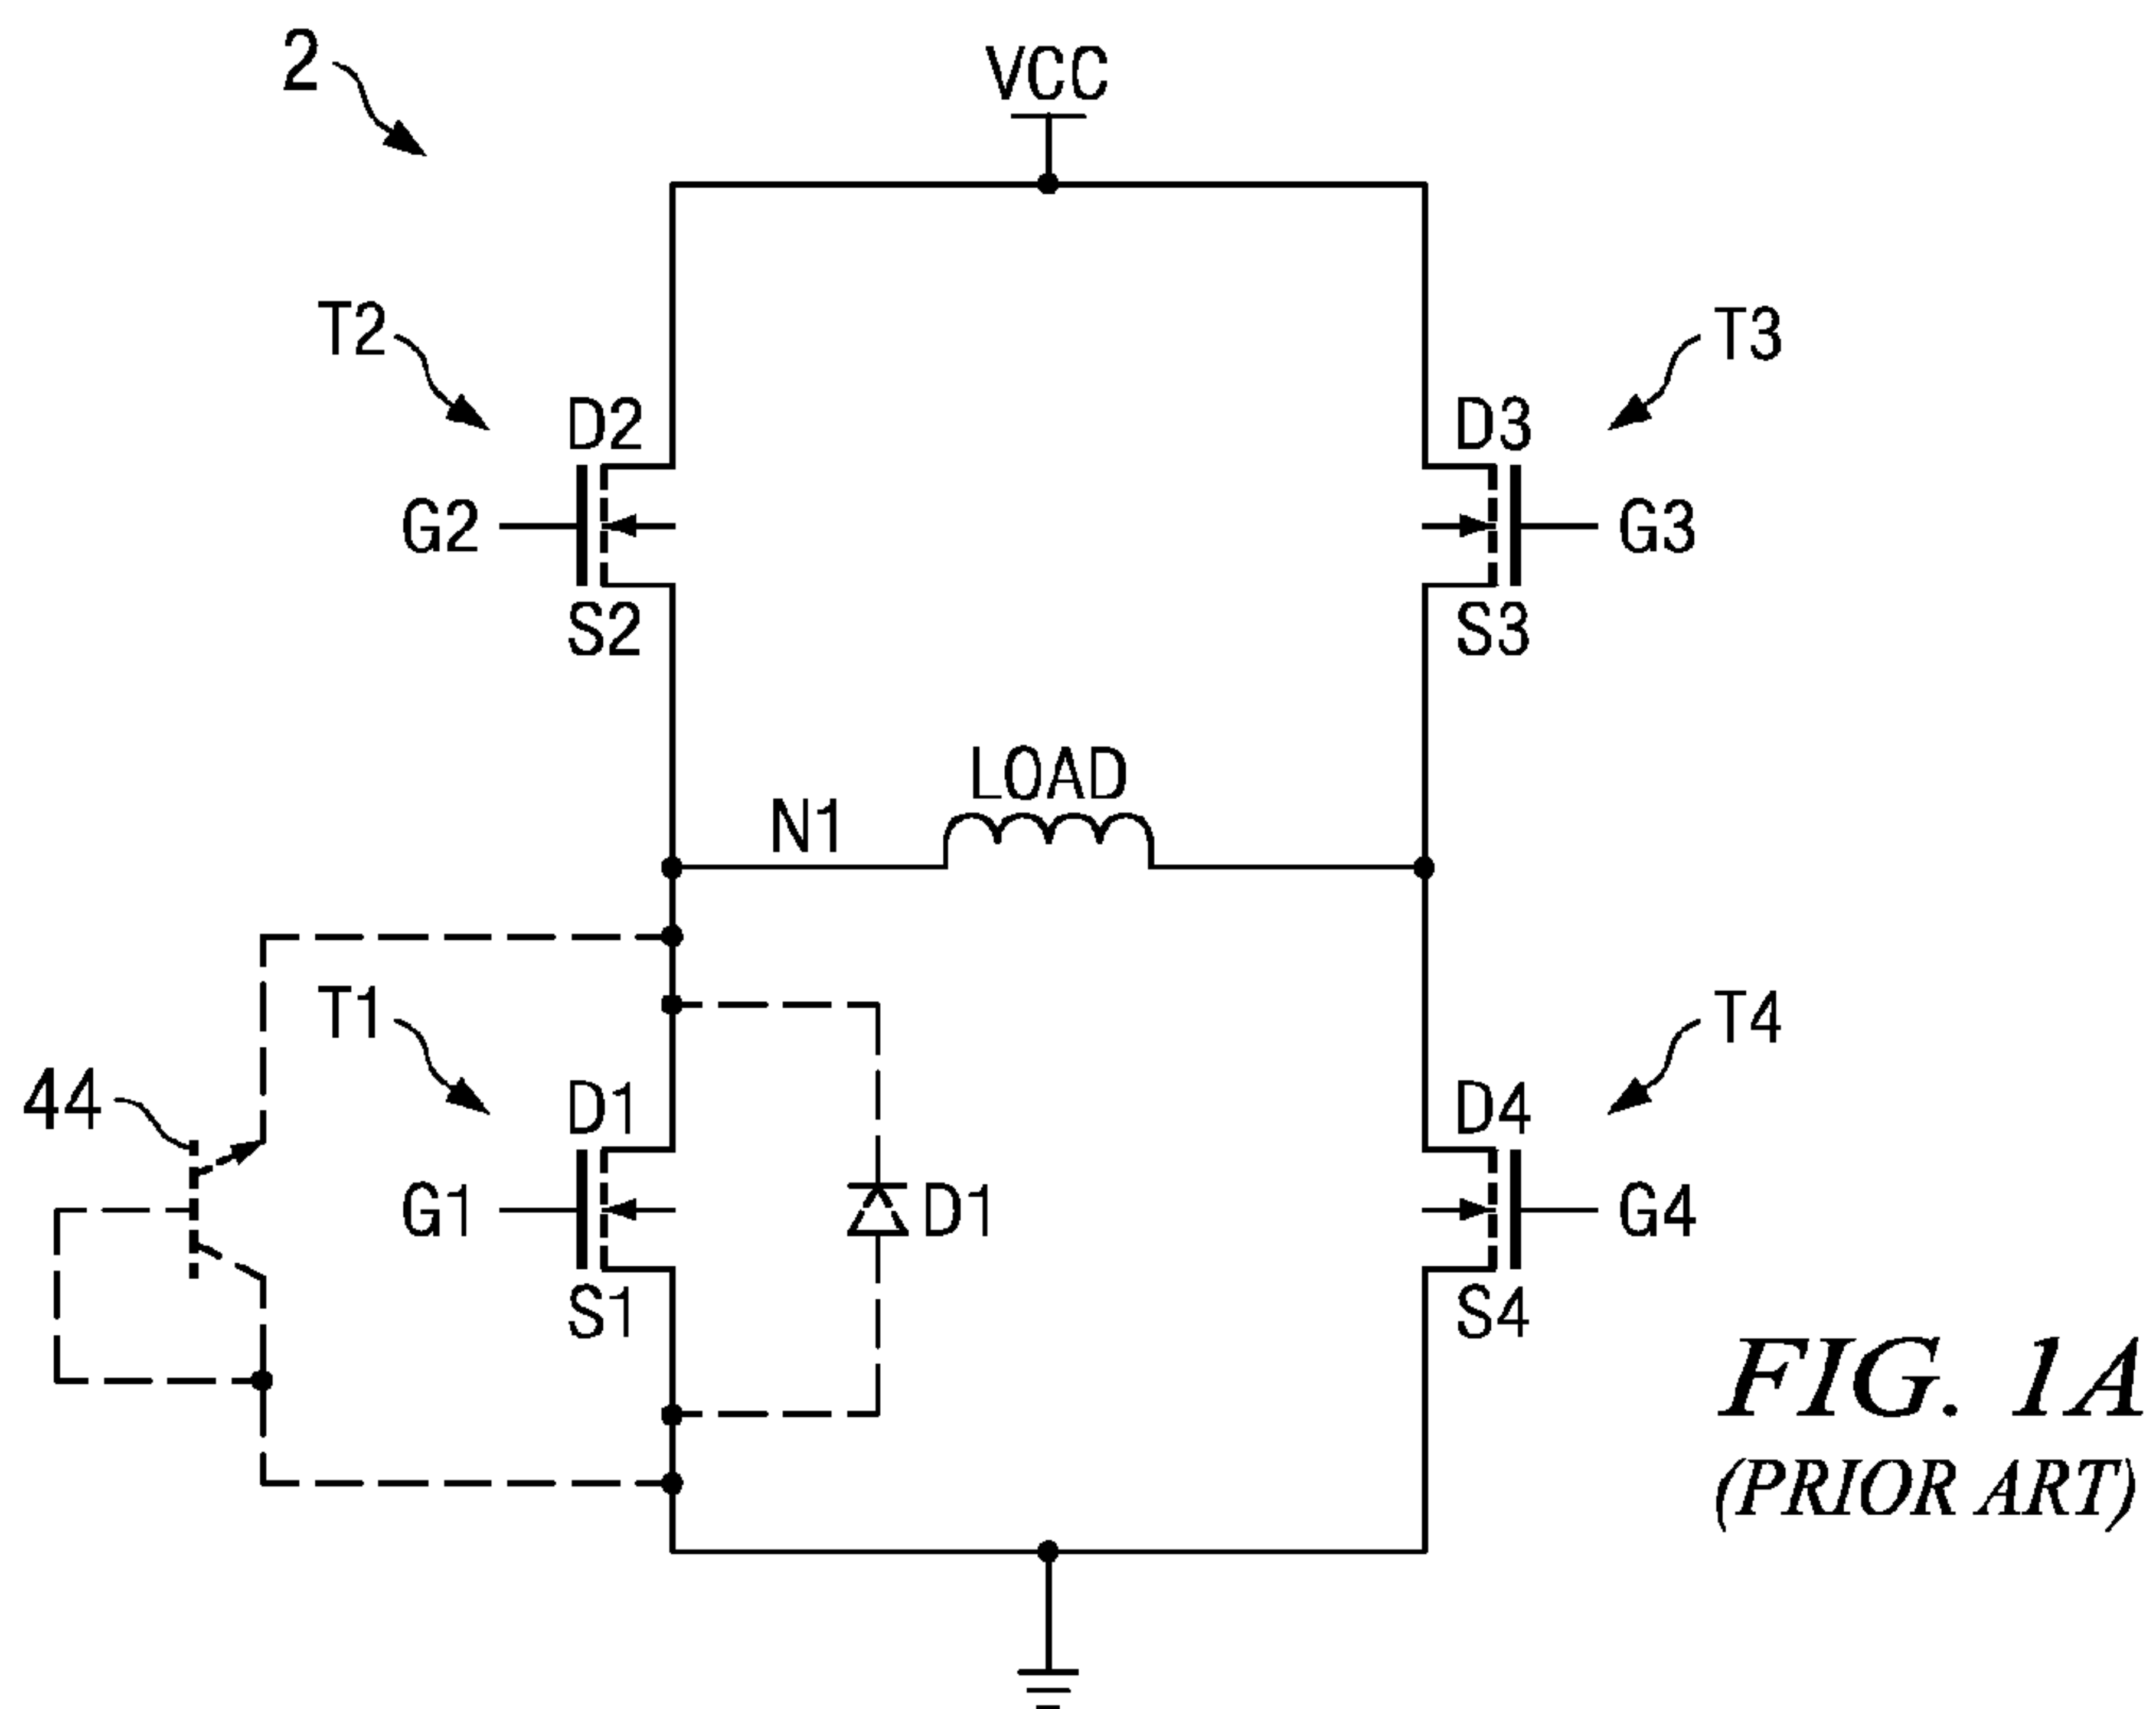 2
VCC
T2
T3
D2
D3
G2
G3
S2
S3
LOAD
N1
T1
T4
44
D1
D4
G1
D1
G4
S1
S4
FIG. 1A
(PRIOR ART)